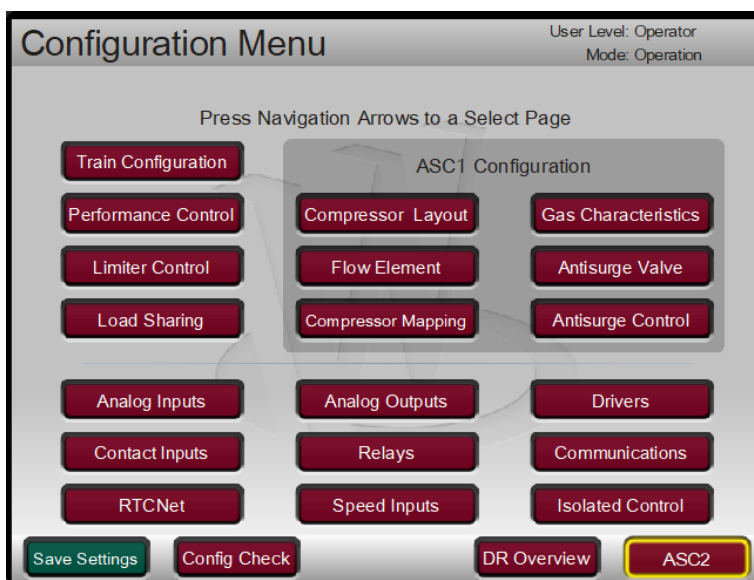 Configuration Menu
User Level: Operator
Mode: Operation
Press Navigation Arrows to a Select Page
Train Configuration
ASC1 Configuration
Performance Control
Compressor Layout
Gas Characteristics
Limiter Control
Flow Element
Antisurge Valve
Load Sharing
Compressor Mapping
Antisurge Control
Analog Inputs
Analog Outputs
Drivers
Contact Inputs
Relays
Communications
RTCNet
Speed Inputs
Isolated Control
Save Settings
Config Check
DR Overview
ASC2